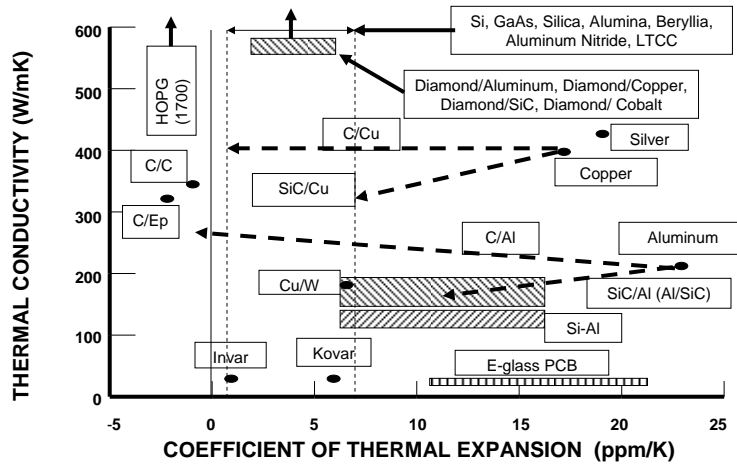 THERMAL CONDUCTIVITY (W/mK)
600
500
400
300
200
100
0
HOPG
(1700)
Si, GaAs, Silica, Alumina, Beryllia,
Aluminum Nitride, LTCC
Diamond/Aluminum, Diamond/Copper,
Diamond/SiC, Diamond/ Cobalt
C/Cu
Silver
C/C
Copper
SiC/Cu
C/Ep
C/Al
Aluminum
Cu/W
SiC/Al (Al/SiC)
Si-Al
Invar
Kovar
E-glass PCB
-5
0
5
10
15
20
25
COEFFICIENT OF THERMAL EXPANSION (ppm/K)